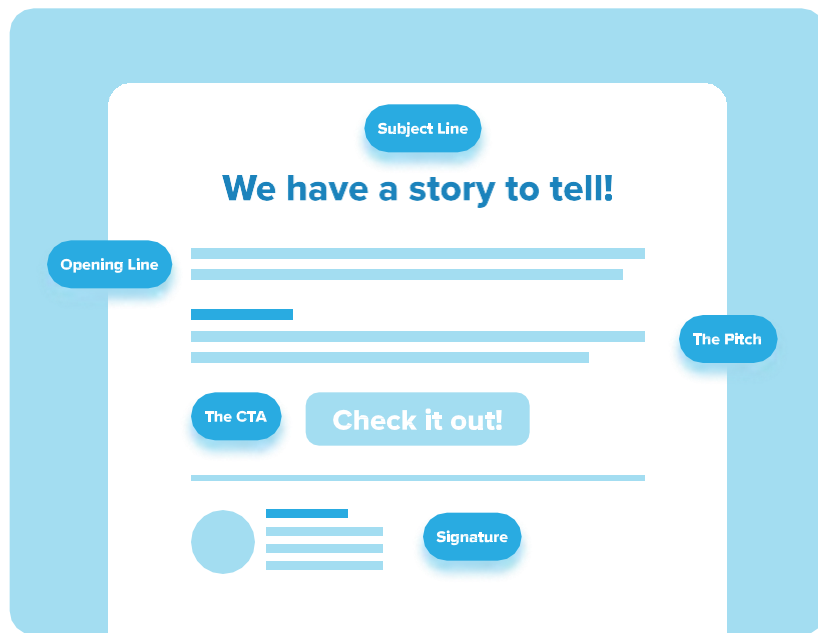 Subject Line
We have a story to tell!
Opening Line
The Pitch
The CTA
Check it out!
Signature